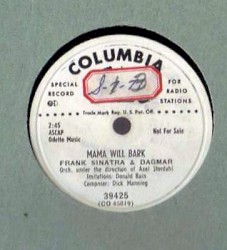 COLUMBIA
SPECIAL
RECORD
FOR
RADIO
STATIONS
Trade Mark Reg. U.S. Pat. Off.
2:45
ASCAP
Odette Music
Not For Sale
MAMA WILL BARK
FRANK SINATRA & DAGMAR
Orch. under the direction of Axel Stordahl
Imitations: Donald Bain
Composer: Dick Manning
39425
(CO 45819)